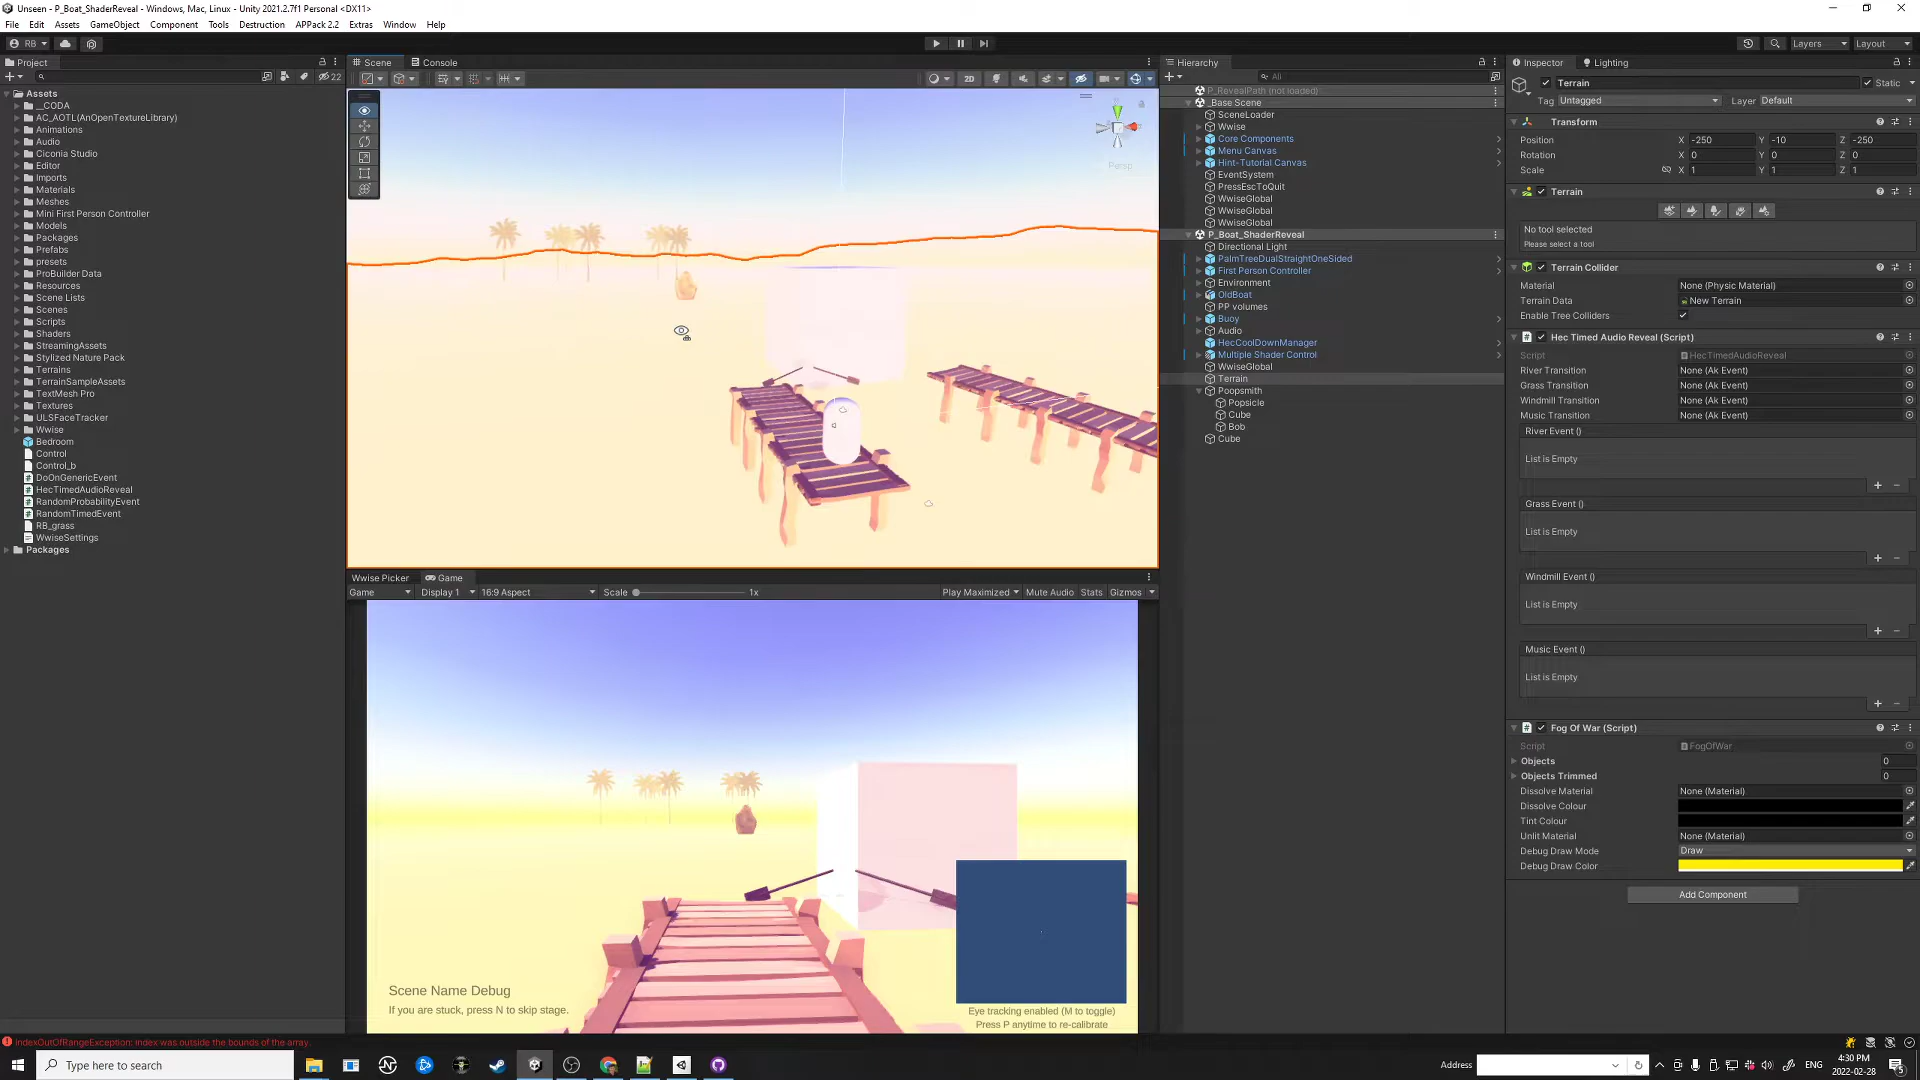 Unseen - P_Boat_ShaderReveal - Windows, Mac, Linux - Unity 2021.2.7f1 Personal <DX11>
File Edit Assets GameObject Component Tools Destruction APPack 2.2 Extras Window Help
RB
Layers Layout
Project
22
Assets
__CODA
AC_AOTL(AnOpenTextureLibrary)
Animations
Audio
Ciconia Studio
Editor
Imports
Materials
Meshes
Mini First Person Controller
Models
Packages
Prefabs
presets
ProBuilder Data
Resources
Scene Lists
Scenes
Scripts
Shaders
StreamingAssets
Stylized Nature Pack
Terrains
TerrainSampleAssets
TextMesh Pro
Textures
ULSFaceTracker
Wwise
Bedroom
Control
Control_b
DoOnGenericEvent
HecTimedAudioReveal
RandomProbabilityEvent
RandomTimedEvent
RB_grass
WwiseSettings
Packages
Scene Console
2D
Persp
Wwise Picker Game
Game Display 1 16:9 Aspect Scale 1x Play Maximized Mute Audio Stats Gizmos
Scene Name Debug
If you are stuck, press N to skip stage.
Eye tracking enabled (M to toggle)
Press P anytime to re-calibrate
Hierarchy
All
P_RevealPath (not loaded)
_Base Scene
SceneLoader
Wwise
Core Components
Menu Canvas
Hint-Tutorial Canvas
EventSystem
PressEscToQuit
WwiseGlobal
WwiseGlobal
WwiseGlobal
P_Boat_ShaderReveal
Directional Light
PalmTreeDualStraightOneSided
First Person Controller
Environment
OldBoat
PP volumes
Buoy
Audio
HecCoolDownManager
Multiple Shader Control
WwiseGlobal
Terrain
Poopsmith
Popsicle
Cube
Bob
Cube
Inspector Lighting
Terrain Static
Tag Untagged Layer Default
Transform
Position X -250 Y -10 Z -250
Rotation X 0 Y 0 Z 0
Scale X 1 Y 1 Z 1
Terrain
No tool selected
Please select a tool
Terrain Collider
Material None (Physic Material)
Terrain Data New Terrain
Enable Tree Colliders
Hec Timed Audio Reveal (Script)
Script HecTimedAudioReveal
River Transition None (Ak Event)
Grass Transition None (Ak Event)
Windmill Transition None (Ak Event)
Music Transition None (Ak Event)
River Event ()
List is Empty
+ -
Grass Event ()
List is Empty
+ -
Windmill Event ()
List is Empty
+ -
Music Event ()
List is Empty
+ -
Fog Of War (Script)
Script FogOfWar
Objects 0
Objects Trimmed 0
Dissolve Material None (Material)
Dissolve Colour
Tint Colour
Unlit Material None (Material)
Debug Draw Mode Draw
Debug Draw Color
Add Component
IndexOutOfRangeException: Index was outside the bounds of the array.
Type here to search
Address
ENG
4:30 PM
2022-02-28
5